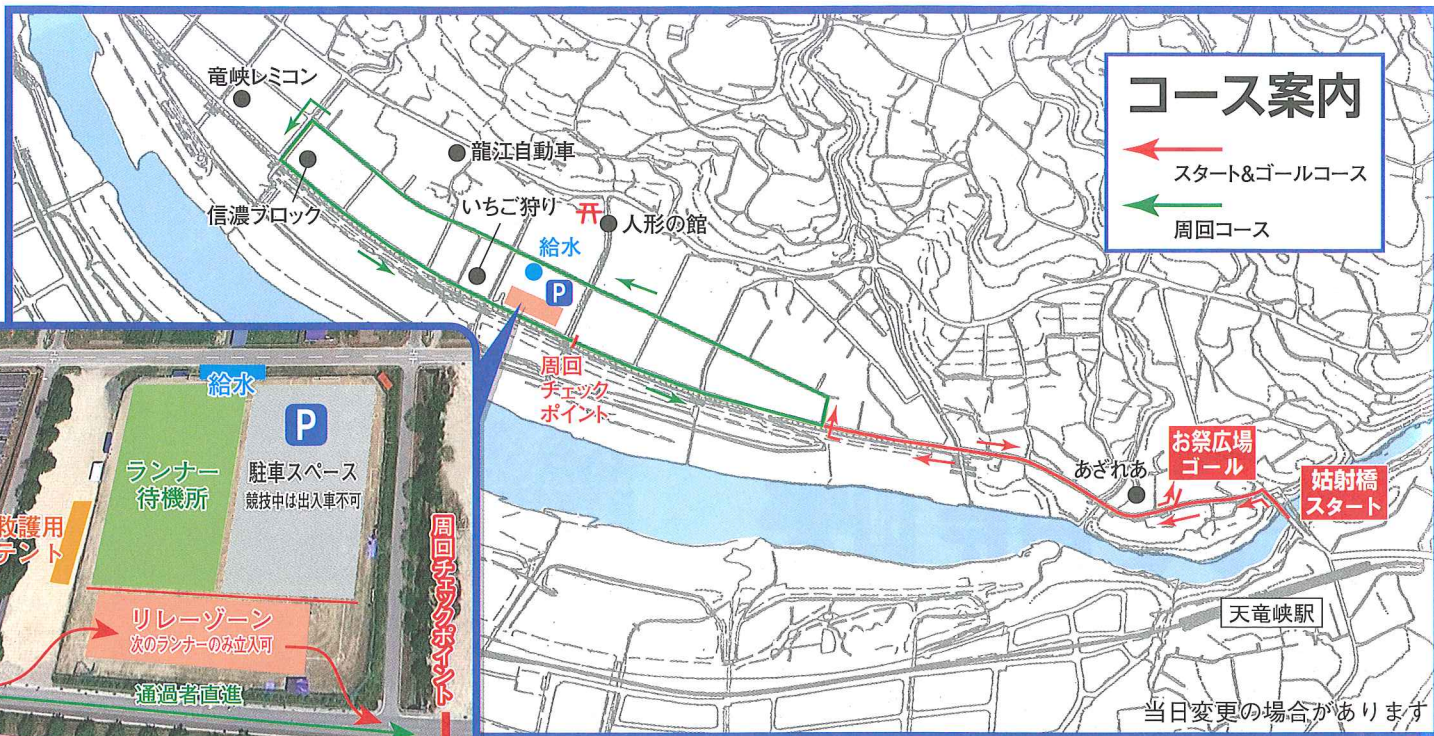 コース案内
スタート&ゴールコース
周回コース
竜峡レミコン
龍江自動車
信濃ブロック
いちご狩り
人形の館
給水
P
周回
チェック
ポイント
あざれあ
お祭広場
ゴール
姑射橋
スタート
天竜峡駅
当日変更の場合があります
給水
P
ランナー
待機所
駐車スペース
競技中は出入車不可
救護用
テント
リレーゾーン
次のランナーのみ立入可
通過者直進
周回チェックポイント